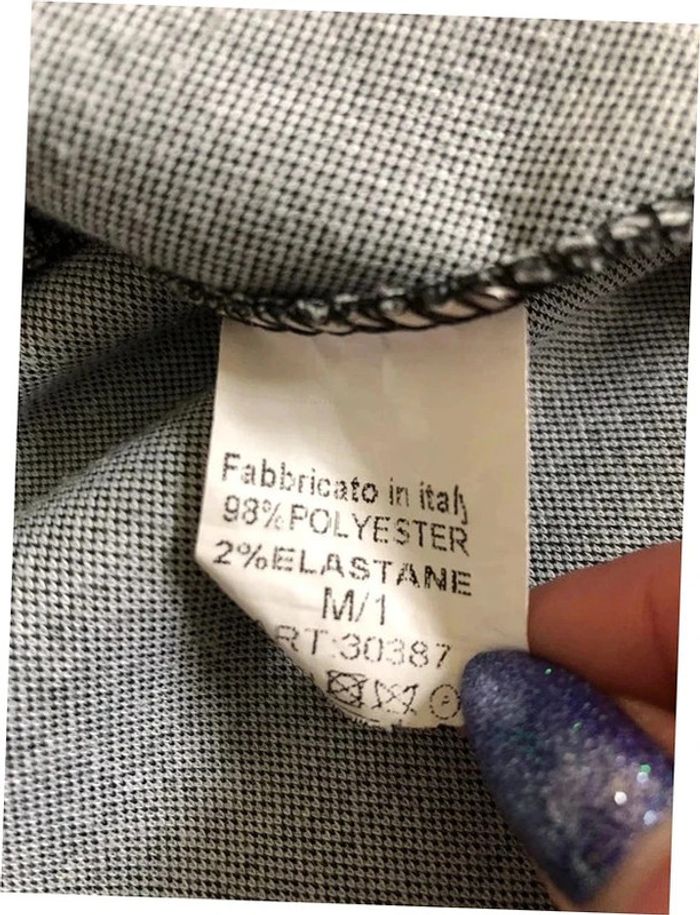 Fabbricato in italy
98% POLYESTER
2% ELASTANE
M/1
RT:30387
P